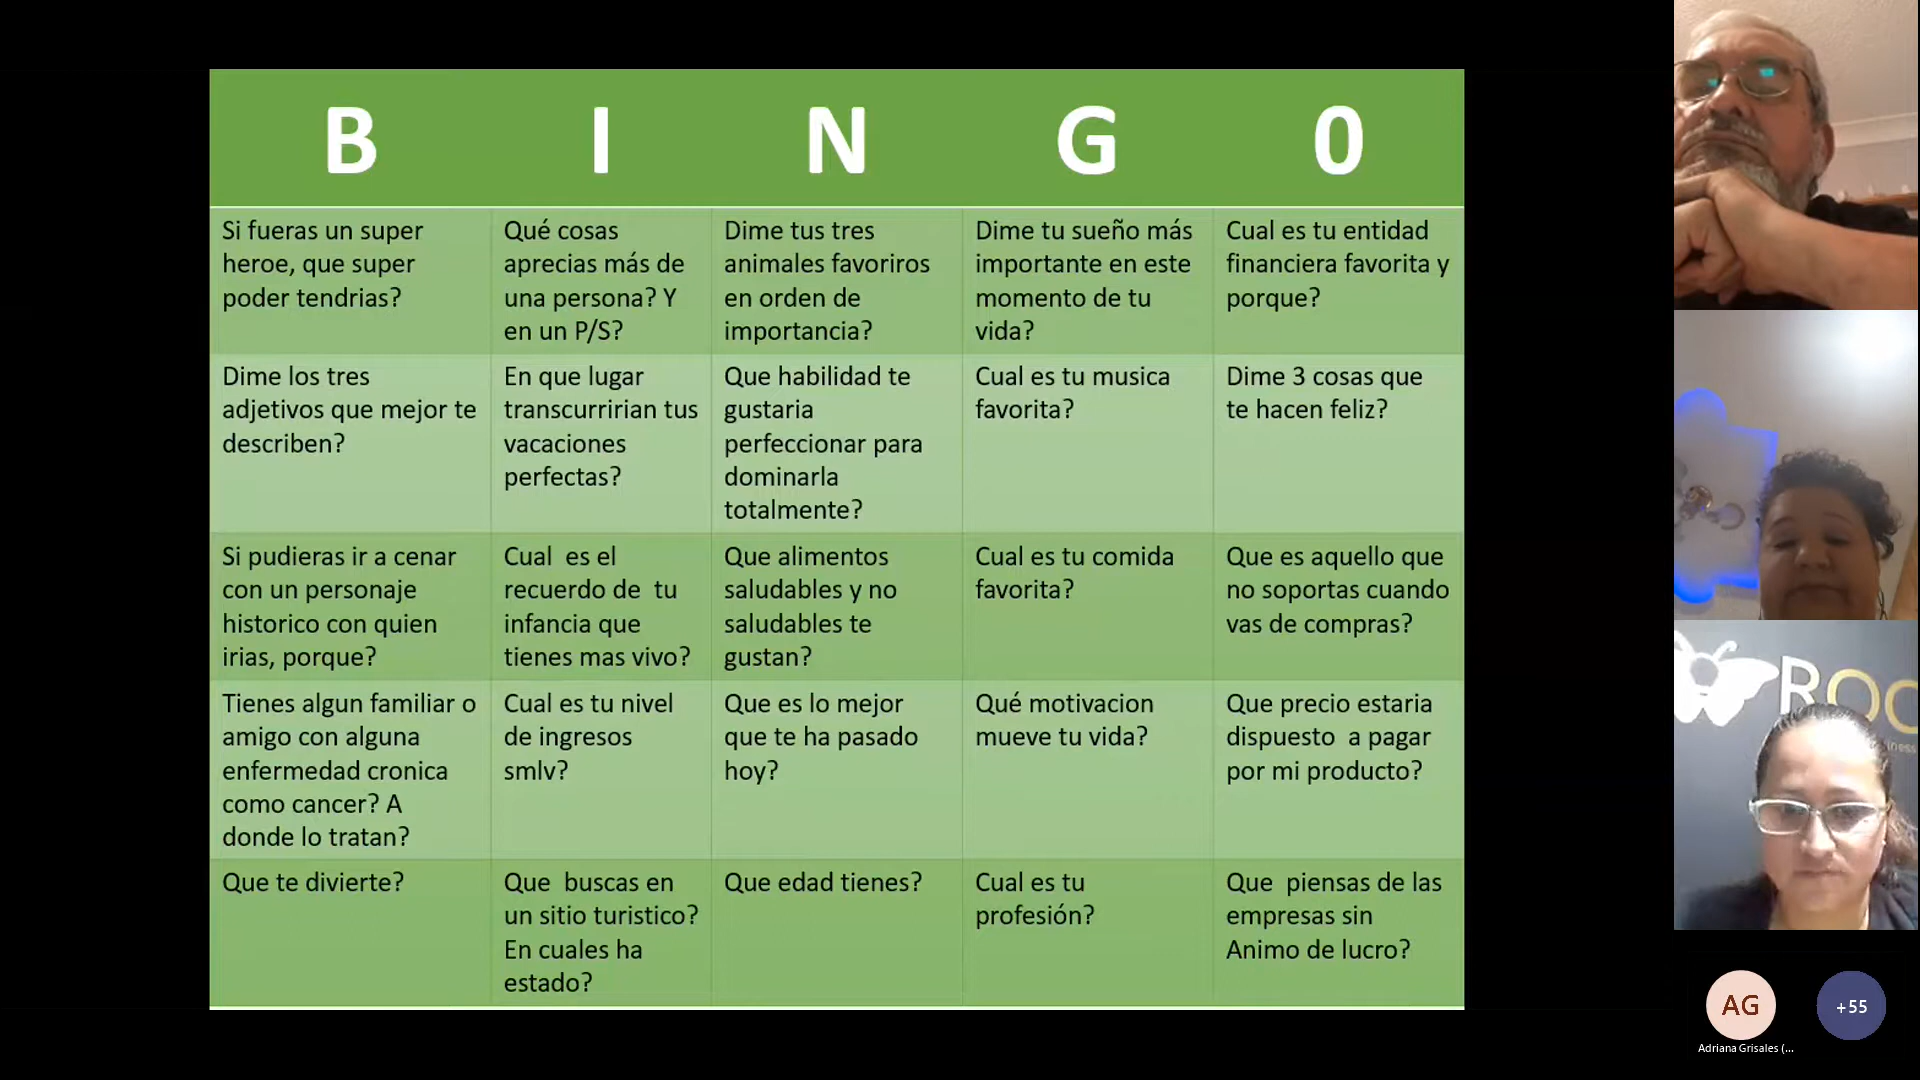 B I N G 0
Si fueras un super
heroe, que super
poder tendrias?
Qué cosas
aprecias más de
una persona? Y
en un P/S?
Dime tus tres
animales favoriros
en orden de
importancia?
Dime tu sueño más
importante en este
momento de tu
vida?
Cual es tu entidad
financiera favorita y
porque?
Dime los tres
adjetivos que mejor te
describen?
En que lugar
transcurririan tus
vacaciones
perfectas?
Que habilidad te
gustaria
perfeccionar para
dominarla
totalmente?
Cual es tu musica
favorita?
Dime 3 cosas que
te hacen feliz?
Si pudieras ir a cenar
con un personaje
historico con quien
irias, porque?
Cual es el
recuerdo de tu
infancia que
tienes mas vivo?
Que alimentos
saludables y no
saludables te
gustan?
Cual es tu comida
favorita?
Que es aquello que
no soportas cuando
vas de compras?
Tienes algun familiar o
amigo con alguna
enfermedad cronica
como cancer? A
donde lo tratan?
Cual es tu nivel
de ingresos
smlv?
Que es lo mejor
que te ha pasado
hoy?
Qué motivacion
mueve tu vida?
Que precio estaria
dispuesto a pagar
por mi producto?
Que te divierte?
Que buscas en
un sitio turistico?
En cuales ha
estado?
Que edad tienes?
Cual es tu
profesión?
Que piensas de las
empresas sin
Animo de lucro?
ROC
iness
AG
+55
Adriana Grisales (...